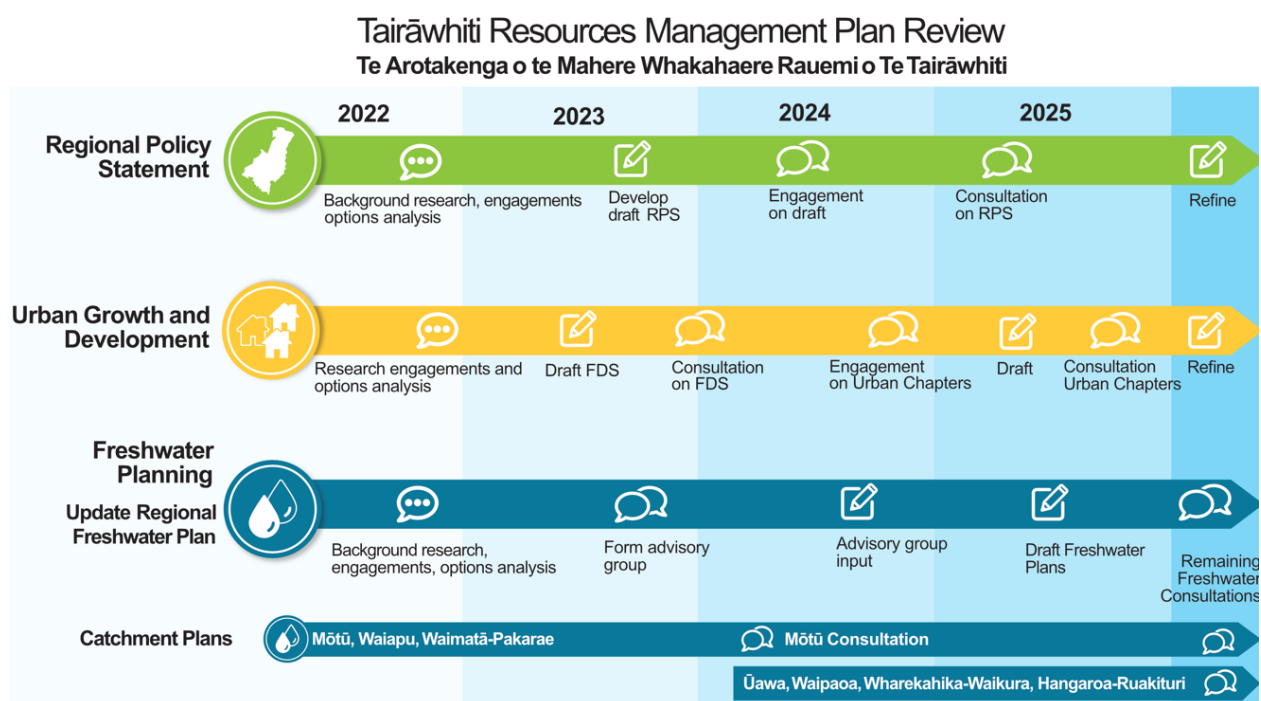 Tairāwhiti Resources Management Plan Review
Te Arotakenga o te Mahere Whakahaere Rauemi o Te Tairāwhiti
2022
2023
2024
2025
Regional Policy
Statement
Background research, engagements
options analysis
Develop
draft RPS
Engagement
on draft
Consultation
on RPS
Refine
Urban Growth and
Development
Research engagements and
options analysis
Draft FDS
Consultation
on FDS
Engagement
on Urban Chapters
Draft
Consultation
Urban Chapters
Refine
Freshwater
Planning
Update Regional
Freshwater Plan
Background research,
engagements, options analysis
Form advisory
group
Advisory group
input
Draft Freshwater
Plans
Remaining
Freshwater
Consultations
Catchment Plans
Mōtū, Waiapu, Waimatā-Pakarae
Mōtū Consultation
Ūawa, Waipaoa, Wharekahika-Waikura, Hangaroa-Ruakituri